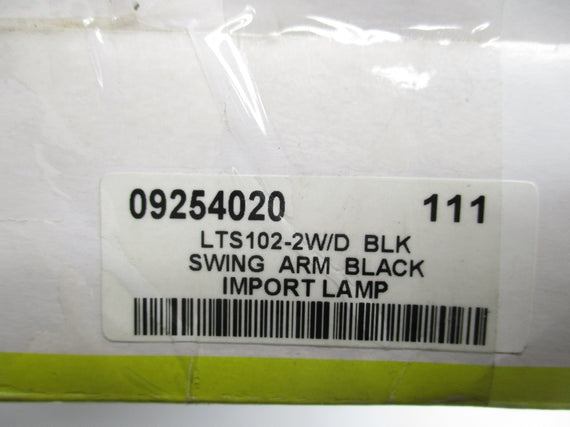 09254020 111
LTS102-2W/D BLK
SWING ARM BLACK
IMPORT LAMP